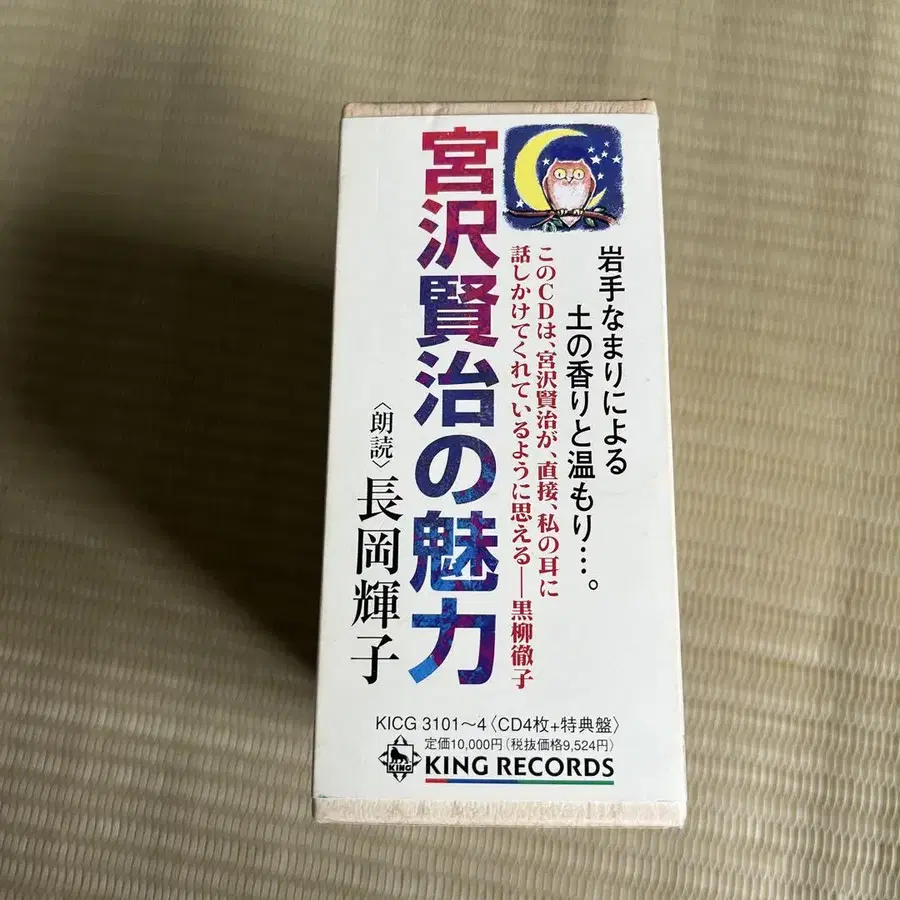 岩手なまりによる
土の香りと温もり…。
このCDは、宮沢賢治が、直接、私の耳に
話しかけてくれているように思える——黒柳徹子
宮沢賢治の魅力
〈朗読〉長岡輝子
KICG 3101～4〈CD4枚+特典盤〉
定価10,000円（税抜価格9,524円）
KING
KING RECORDS